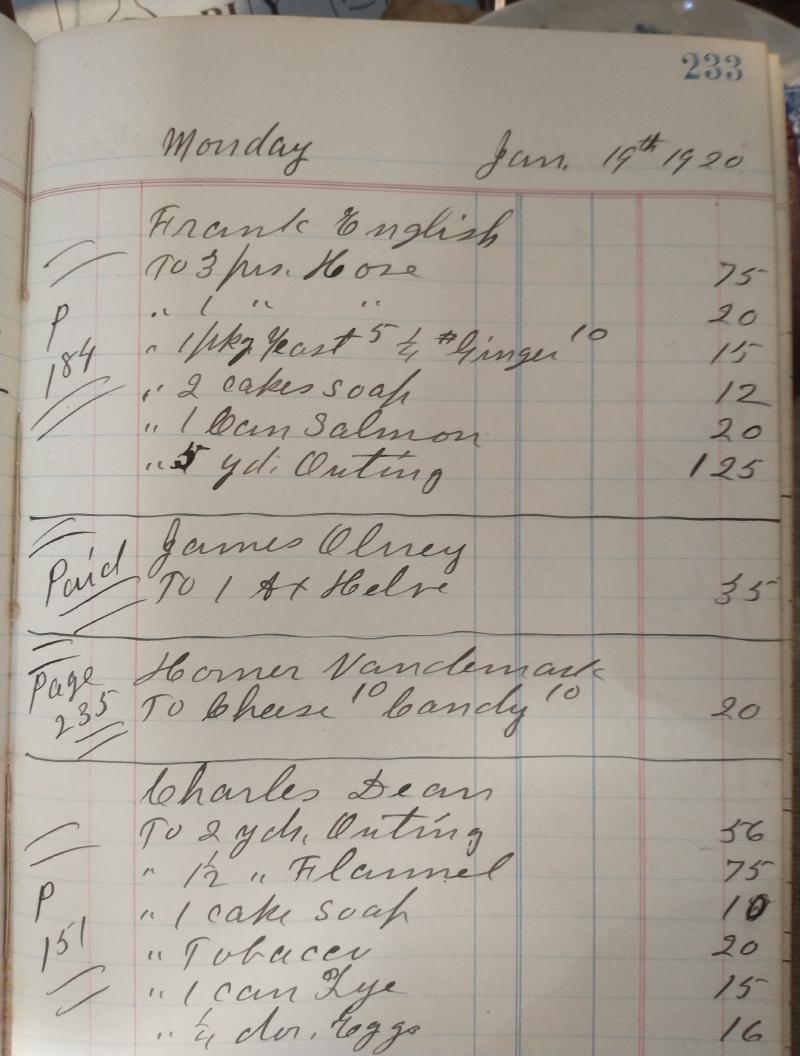 233
Monday Jan. 19th 1920
Frank English
To 3 prs. Hose 75
" 1 " " 20
P
" 1 pkg Yeast 5 ¼ # Ginger 10 15
184
" 2 cakes soap 12
" 1 Can Salmon 20
" 5 yd. Outing 125
James Olney
Paid To 1 Ax Helve 35
Homer Vandemark
Page
235 To Cheese 10 Candy 10 20
Charles Dean
To 2 yds. Outing 56
" 1½ " Flannel 75
P " 1 cake soap 10
151 " Tobacco 20
" 1 can Lye 15
" ¼ doz. Eggs 16